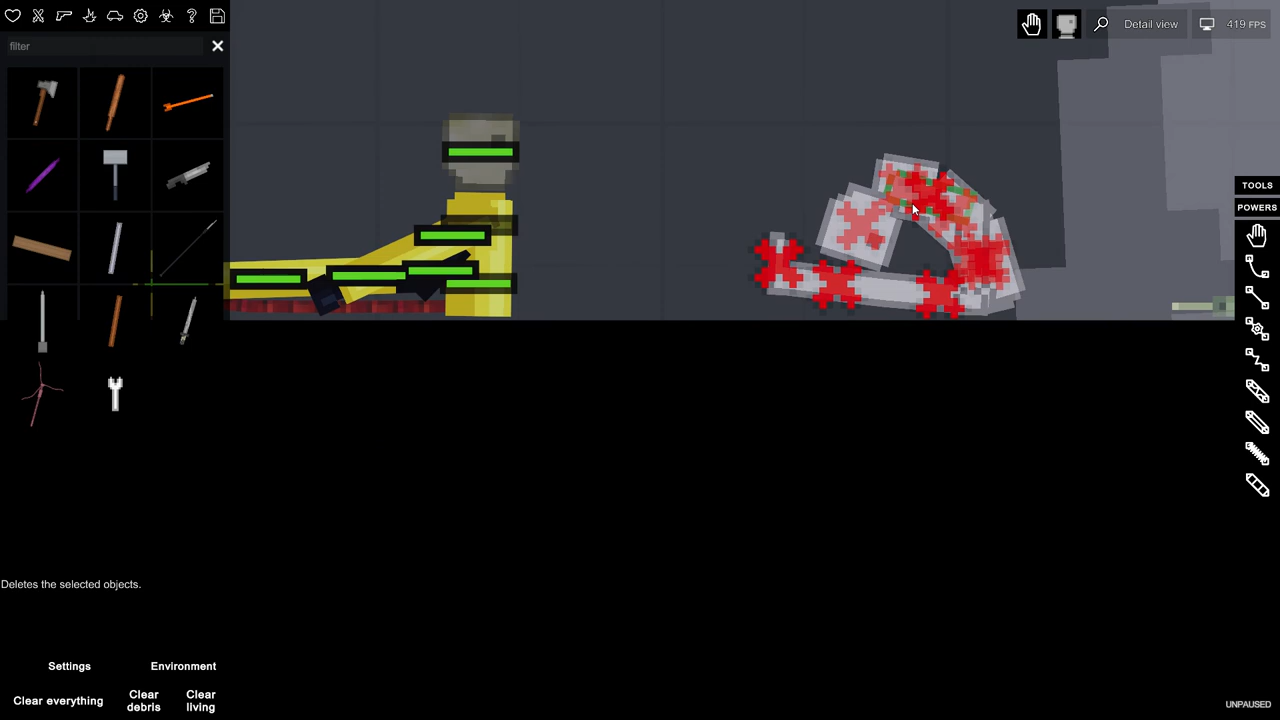 filter
Detail view
419 FPS
TOOLS
POWERS
Deletes the selected objects.
Settings
Environment
Clear everything
Clear
debris
Clear
living
UNPAUSED